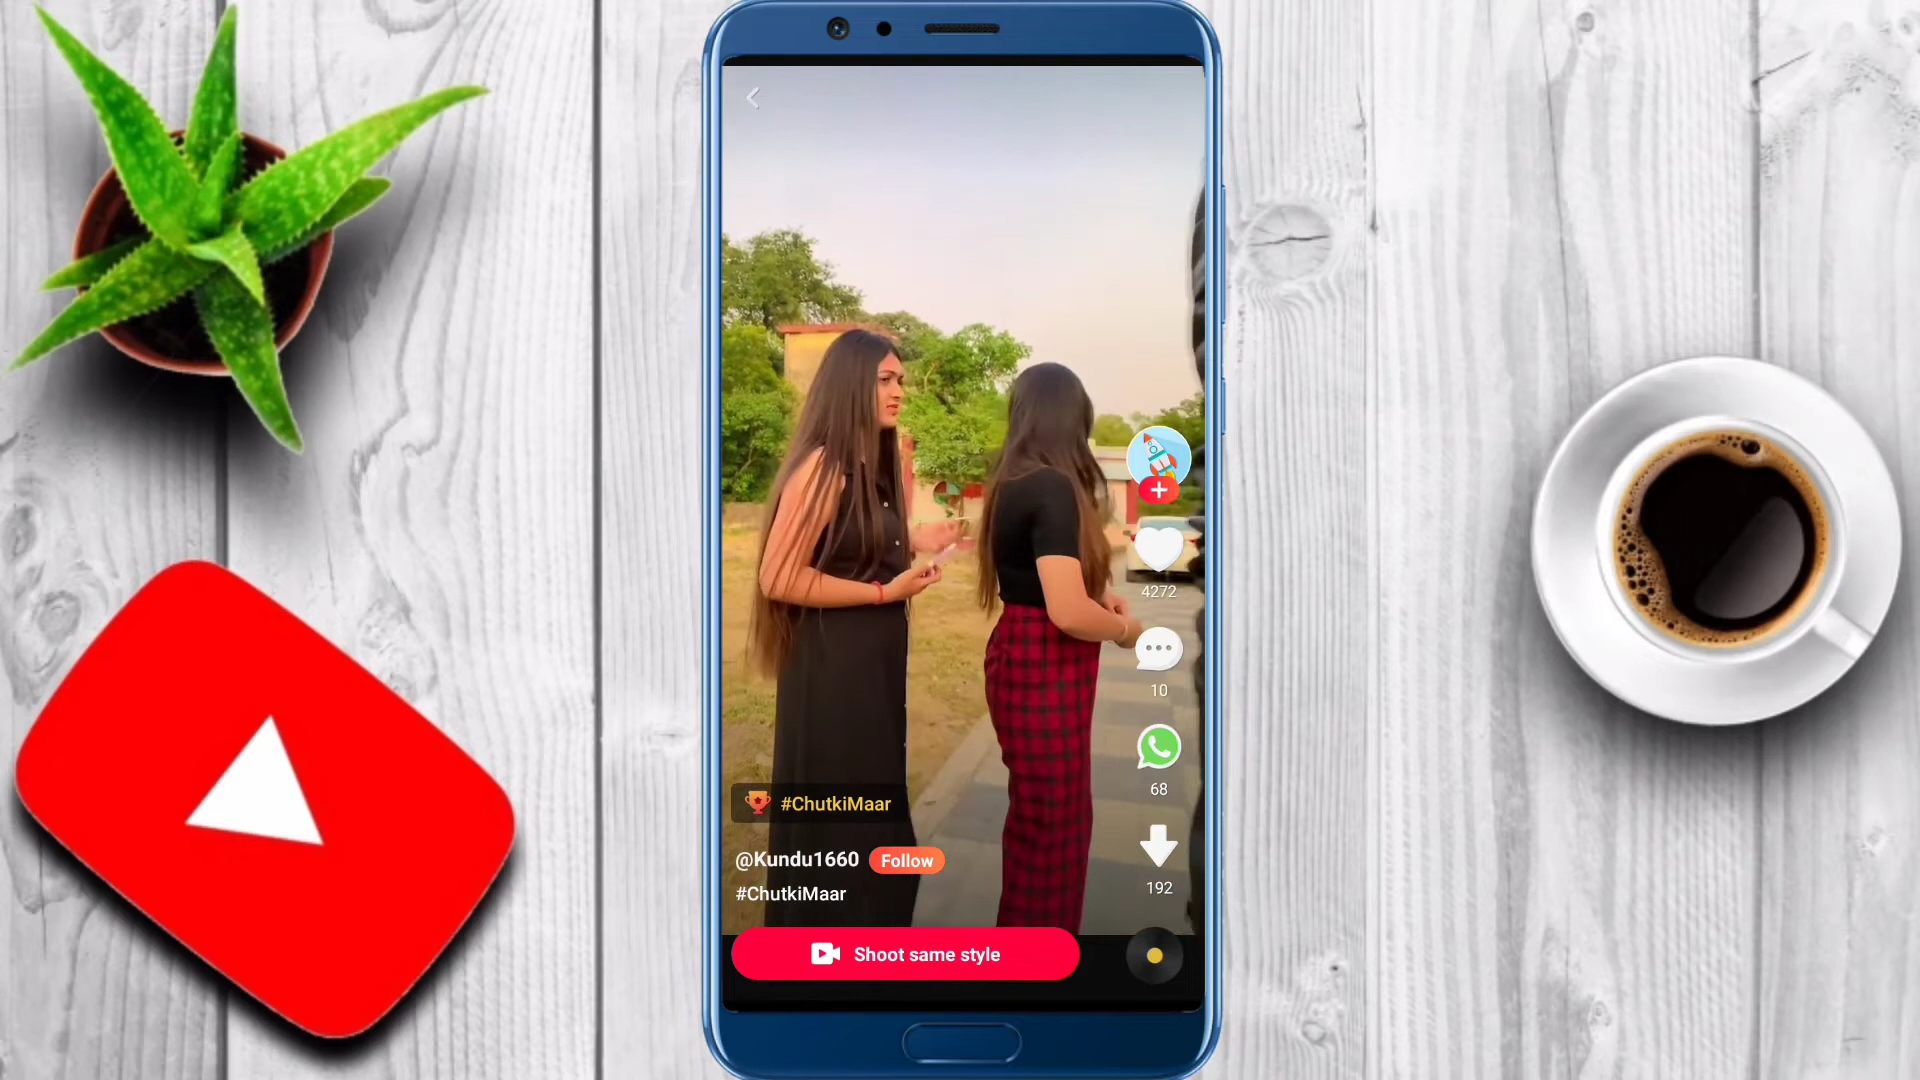 4272
10
68
#ChutkiMaar
@Kundu1660 Follow
#ChutkiMaar
192
Shoot same style